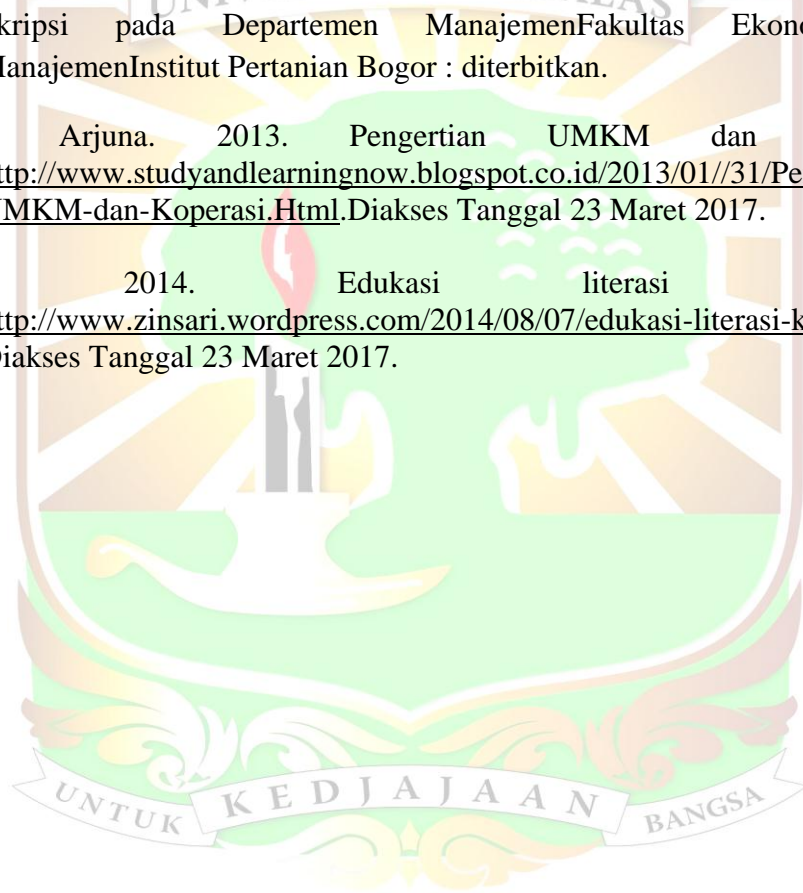 kripsi pada Departemen ManajemenFakultas Ekono
ManajemenInstitut Pertanian Bogor : diterbitkan.
Arjuna. 2013. Pengertian UMKM dan
ttp://www.studyandlearningnow.blogspot.co.id/2013/01//31/Pe
UMKM-dan-Koperasi.Html.Diakses Tanggal 23 Maret 2017.
2014. Edukasi literasi
ttp://www.zinsari.wordpress.com/2014/08/07/edukasi-literasi-k
Diakses Tanggal 23 Maret 2017.
UNTUK KEDJAJAAN BANGSA